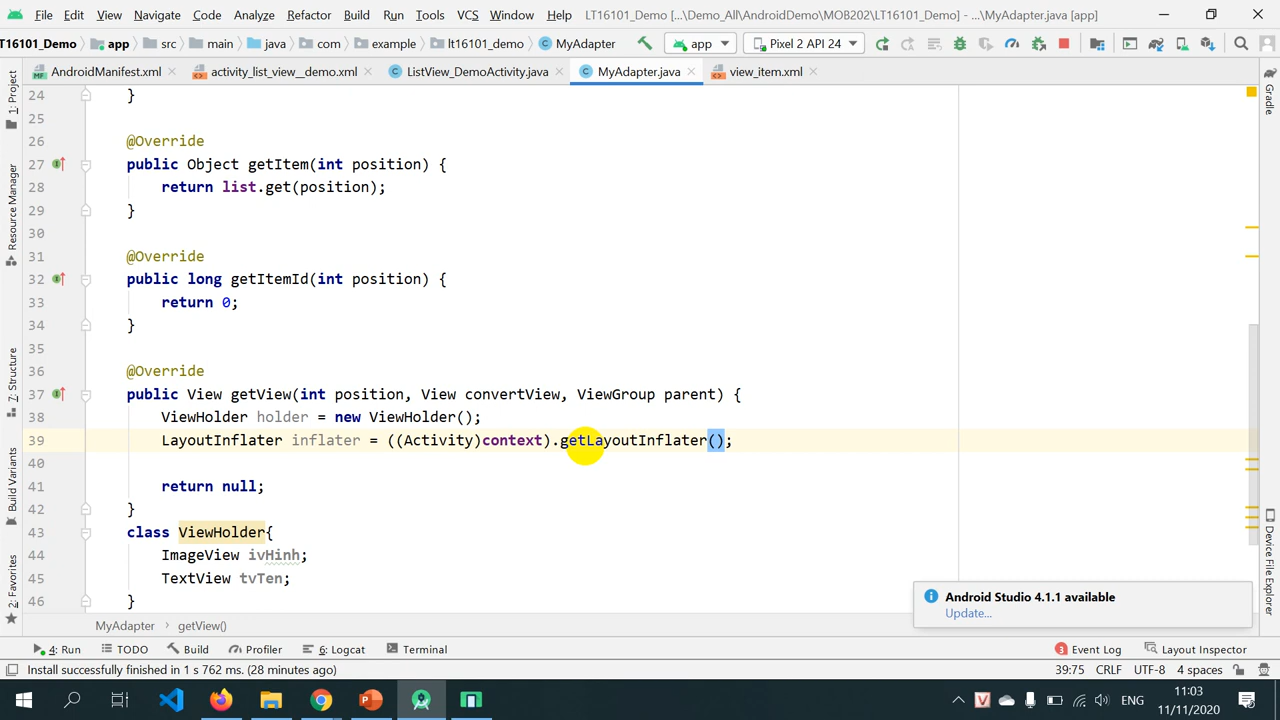 File Edit View Navigate Code Analyze Refactor Build Run Tools VCS Window Help LT16101_Demo [...\Demo_All\AndroidDemo\MOB202\LT16101_Demo] - ...\MyAdapter.java [app]
T16101_Demo app src main java com example lt16101_demo MyAdapter app Pixel 2 API 24
AndroidManifest.xml activity_list_view__demo.xml ListView_DemoActivity.java MyAdapter.java view_item.xml
1: Project
Resource Manager
Z: Structure
Build Variants
2: Favorites
24 }
25
26 @Override
27 public Object getItem(int position) {
28 return list.get(position);
29 }
30
31 @Override
32 public long getItemId(int position) {
33 return 0;
34 }
35
36 @Override
37 public View getView(int position, View convertView, ViewGroup parent) {
38 ViewHolder holder = new ViewHolder();
39 LayoutInflater inflater = ((Activity)context).getLayoutInflater();
40
41 return null;
42 }
43 class ViewHolder{
44 ImageView ivHinh;
45 TextView tvTen;
46 }
Gradle
Device File Explorer
Android Studio 4.1.1 available
Update...
MyAdapter getView()
4: Run TODO Build Profiler 6: Logcat Terminal 3 Event Log Layout Inspector
Install successfully finished in 1 s 762 ms. (28 minutes ago) 39:75 CRLF UTF-8 4 spaces
ENG
11:03
11/11/2020